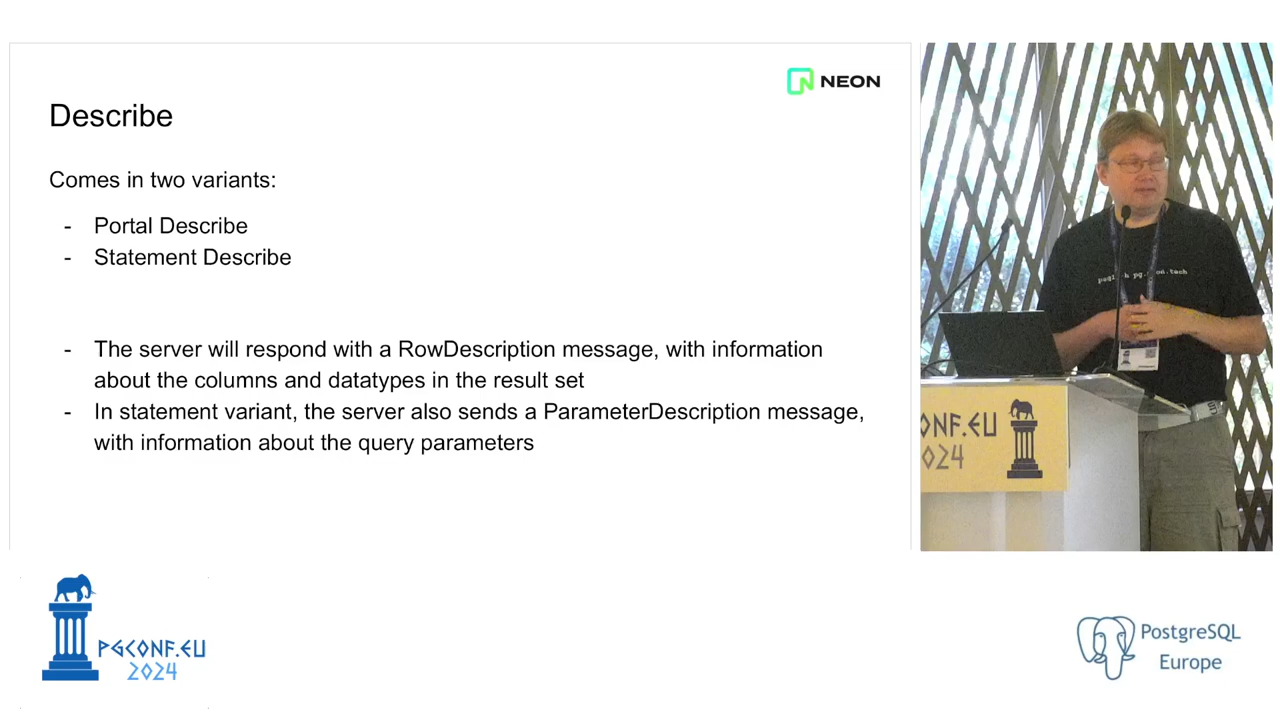 NEON
Describe
Comes in two variants:
- Portal Describe
- Statement Describe
- The server will respond with a RowDescription message, with information
about the columns and datatypes in the result set
- In statement variant, the server also sends a ParameterDescription message,
with information about the query parameters
ONF.EU
024
PGCONF.EU
2024
PostgreSQL
Europe